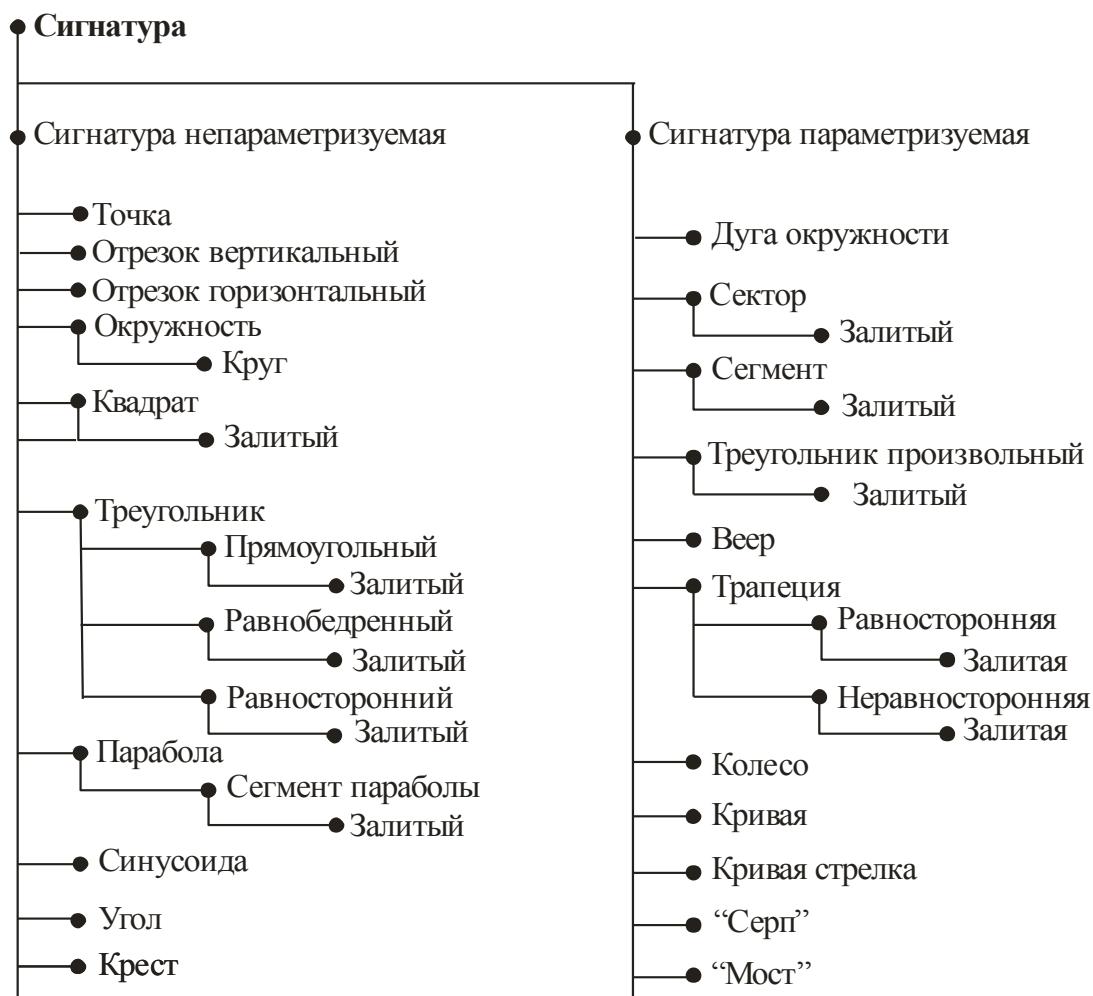 Сигнатура
Сигнатура непараметризуемая
Точка
Отрезок вертикальный
Отрезок горизонтальный
Окружность
Круг
Квадрат
Залитый
Треугольник
Прямоугольный
Залитый
Равнобедренный
Залитый
Равносторонний
Залитый
Парабола
Сегмент параболы
Залитый
Синусоида
Угол
Крест
Сигнатура параметризуемая
Дуга окружности
Сектор
Залитый
Сегмент
Залитый
Треугольник произвольный
Залитый
Веер
Трапеция
Равносторонняя
Залитая
Неравносторонняя
Залитая
Колесо
Кривая
Кривая стрелка
“Серп”
“Мост”